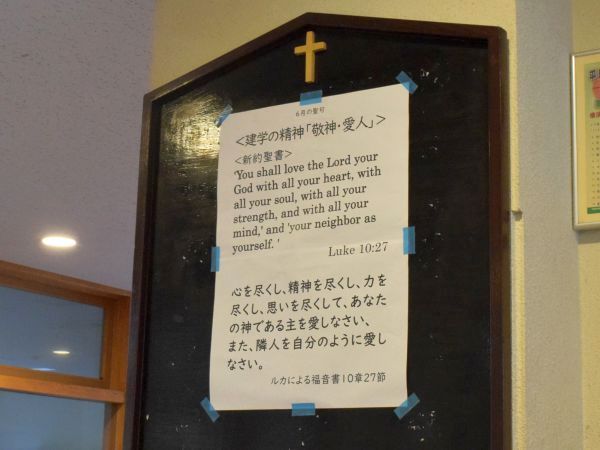 6月の聖句
<建学の精神「敬神・愛人」>
<新約聖書>
'You shall love the Lord your
God with all your heart, with
all your soul, with all your
strength, and with all your
mind,' and 'your neighbor as
yourself. '
Luke 10:27
心を尽くし、精神を尽くし、力を
尽くし、思いを尽くして、あなた
の神である主を愛しなさい、
また、隣人を自分のように愛し
なさい。
ルカによる福音書10章27節